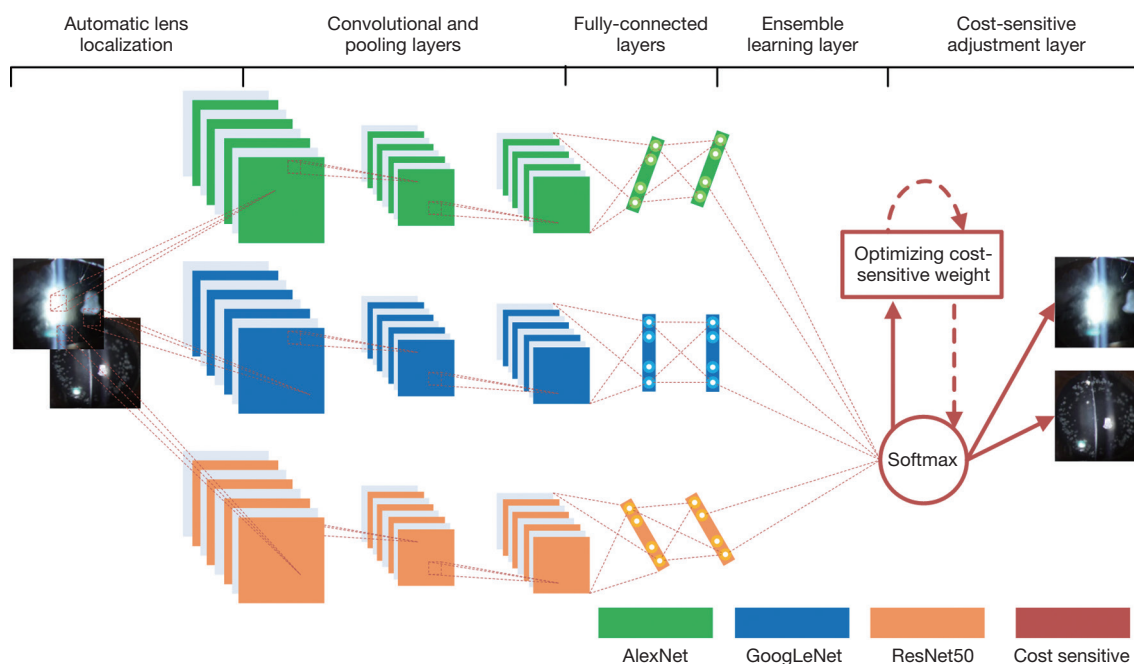 Automatic lens
localization
Convolutional and
pooling layers
Fully-connected
layers
Ensemble
learning layer
Cost-sensitive
adjustment layer
Optimizing cost-
sensitive weight
Softmax
AlexNet
GoogLeNet
ResNet50
Cost sensitive